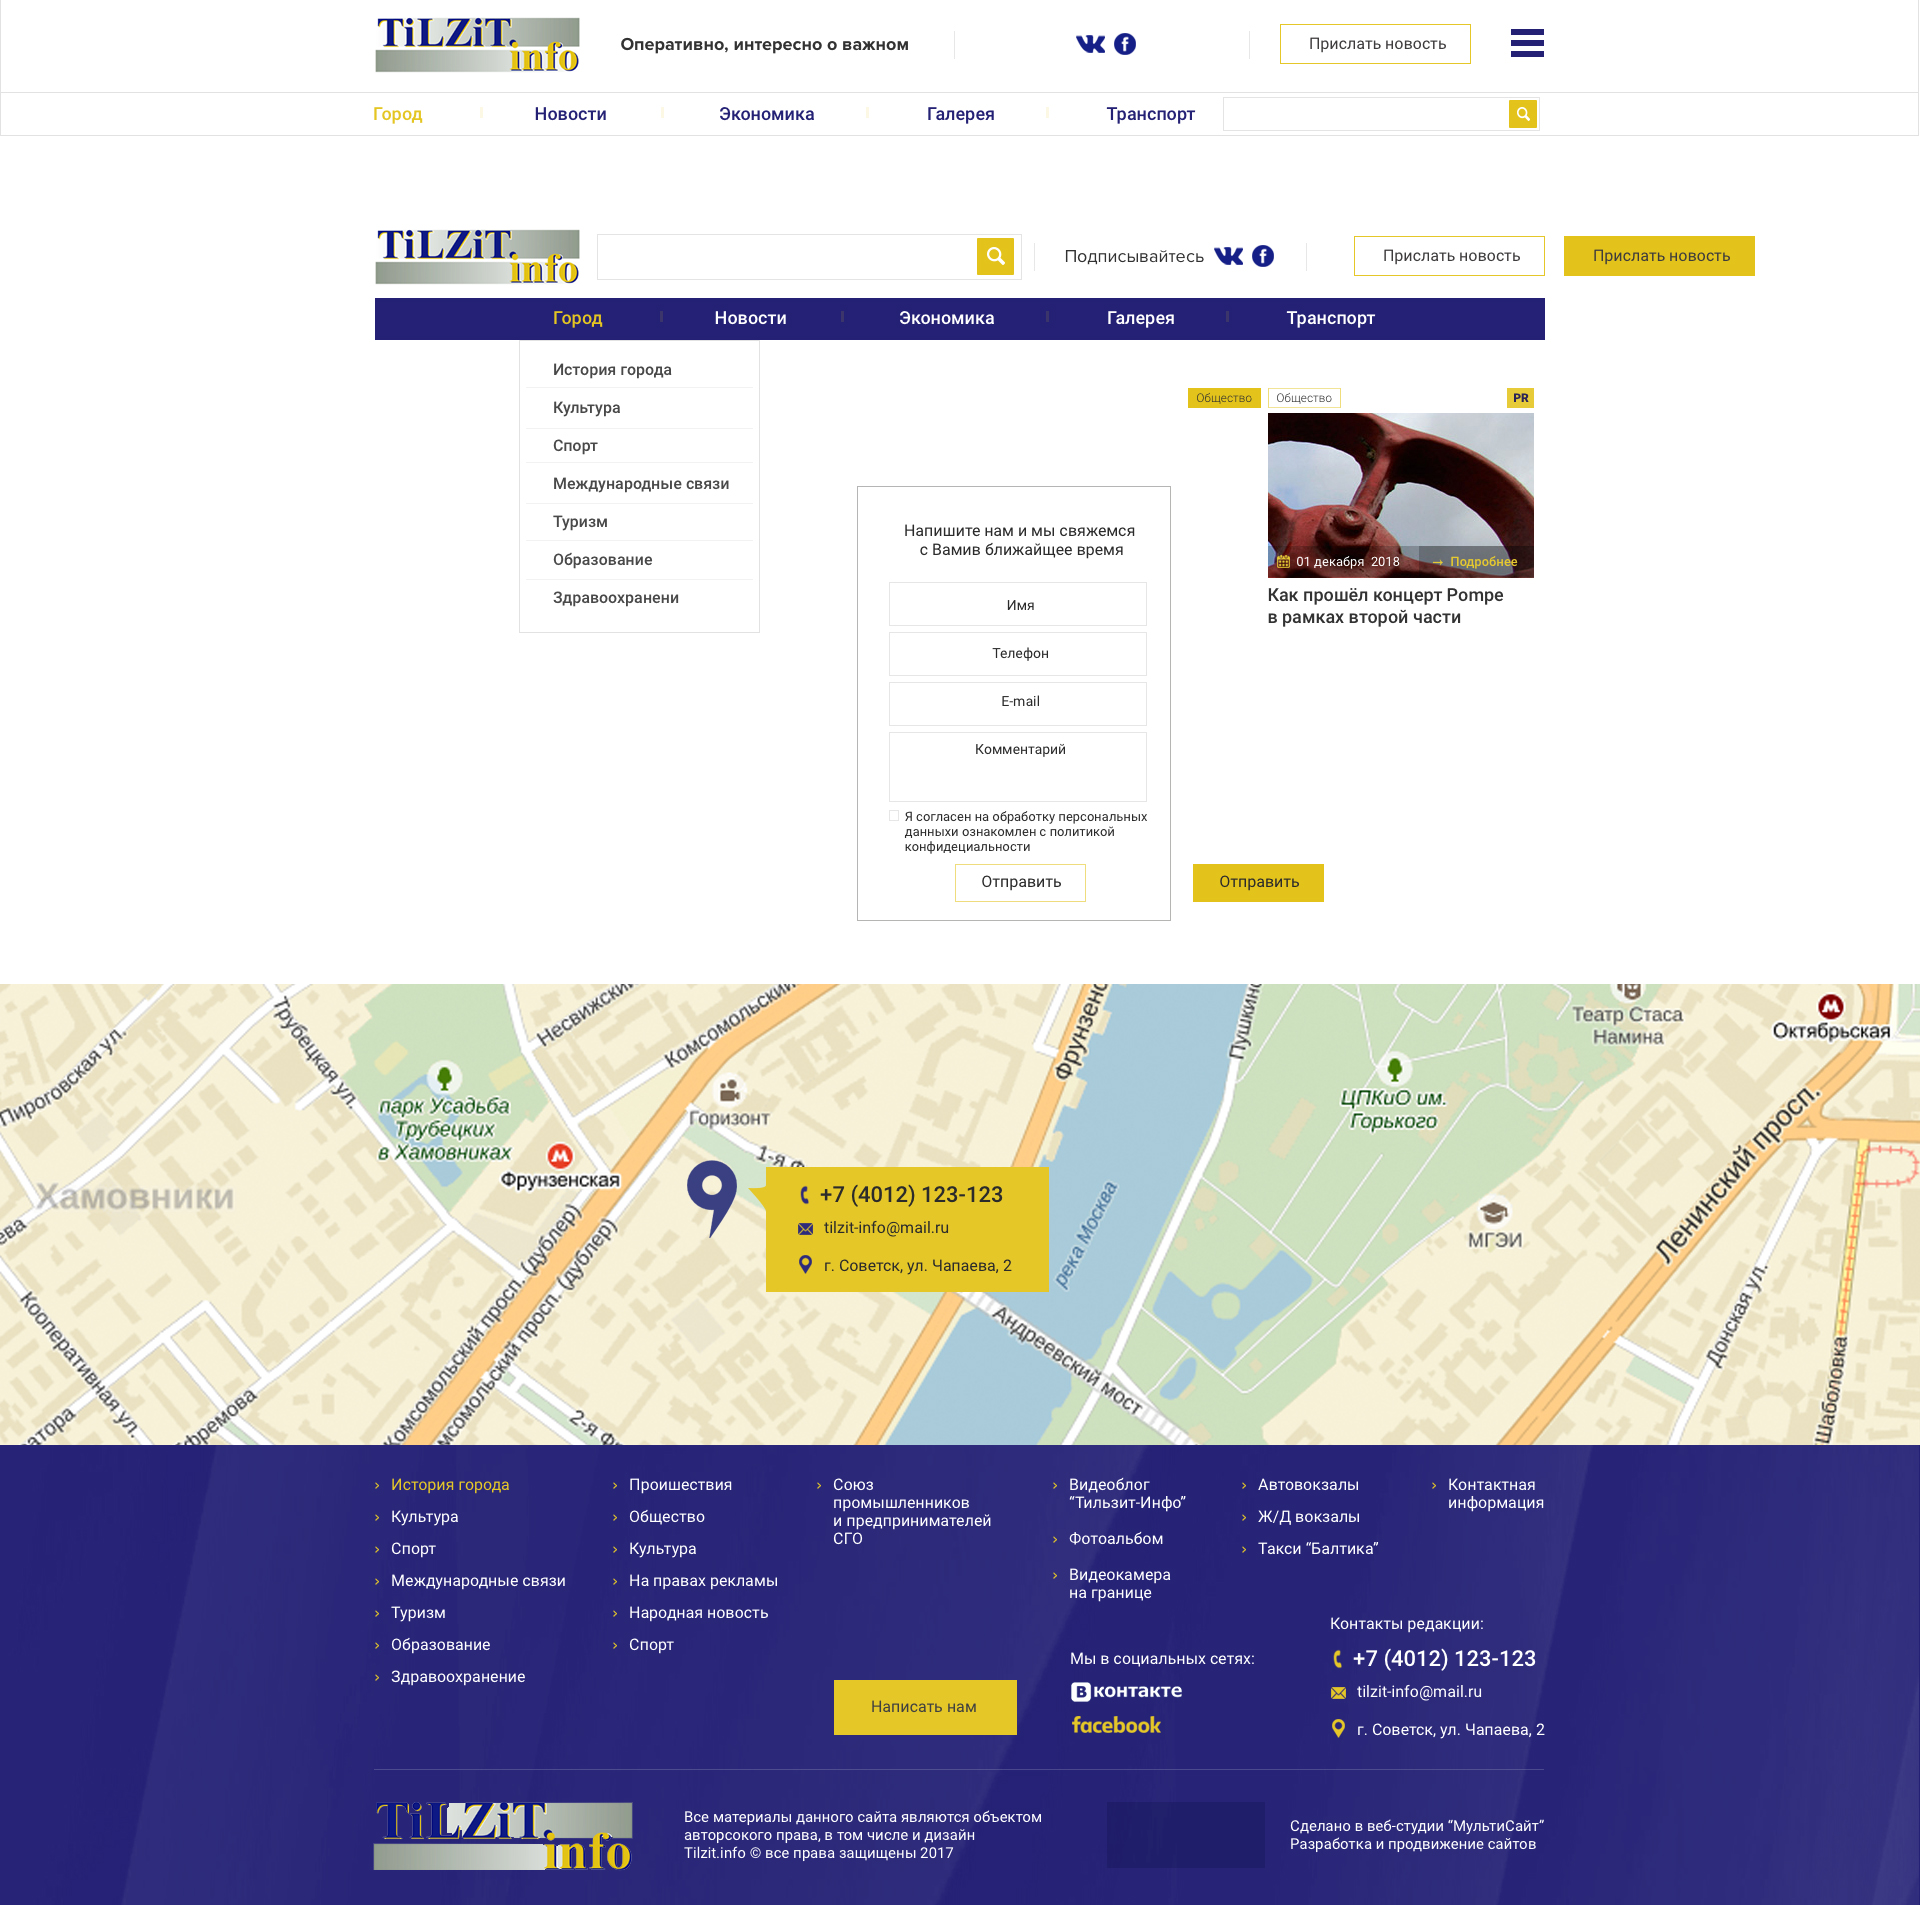 TiLZiT.
info
Оперативно, интересно о важном
Прислать новость
Город
Новости
Экономика
Галерея
Транспорт
TiLZiT.
info
Подписывайтесь
Прислать новость
Прислать новость
Город
Новости
Экономика
Галерея
Транспорт
История города
Культура
Спорт
Международные связи
Туризм
Образование
Здравоохранени
Общество
Общество
PR
01 декабря 2018
Подробнее
Как прошёл концерт Pompe
в рамках второй части
Напишите нам и мы свяжемся
с Вамив ближайщее время
Имя
Телефон
E-mail
Комментарий
Я согласен на обработку персональных
данныхи ознакомлен с политикой
конфидециальности
Отправить
Отправить
Пироговская ул.
Трубецкая ул.
Несвижский
Комсомольский
Фрунзенс
Пушкинс
Театр Стаса
Намина
Октябрьская
парк Усадьба
Трубецких
в Хамовниках
Фрунзенская
Горизонт
1-я Ф
ЦПКиО им.
Горького
Ленинский просп.
Хамовники
+7 (4012) 123-123
tilzit-info@mail.ru
г. Советск, ул. Чапаева, 2
река Москва
МГЭИ
Донская ул.
Шаболовка
Андреевский мост
Кооперативная ул.
Комсомольский просп. (дублер)
омсомольский просп. (дублер)
2-я Ф
фремова
атора
ева
История города
Культура
Спорт
Международные связи
Туризм
Образование
Здравоохранение
Проишествия
Общество
Культура
На правах рекламы
Народная новость
Спорт
Союз
промышленников
и предпринимателей
СГО
Видеоблог
“Тильзит-Инфо”
Фотоальбом
Видеокамера
на границе
Автовокзалы
Ж/Д вокзалы
Такси “Балтика”
Контактная
информация
Написать нам
Мы в социальных сетях:
Вконтакте
facebook
Контакты редакции:
+7 (4012) 123-123
tilzit-info@mail.ru
г. Советск, ул. Чапаева, 2
TiLZiT.
info
Все материалы данного сайта являются объектом
авторсокого права, в том числе и дизайн
Tilzit.info © все права защищены 2017
Сделано в веб-студии “МультиСайт”
Разработка и продвижение сайтов